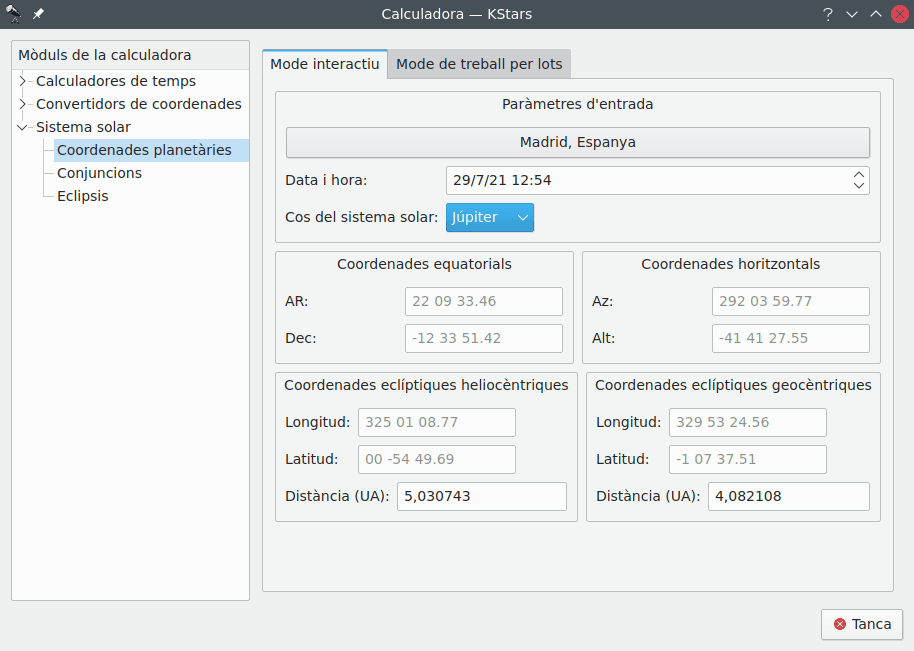 Calculadora — KStars
Mòduls de la calculadora
Calculadores de temps
Convertidors de coordenades
Sistema solar
Coordenades planetàries
Conjuncions
Eclipsis
Mode interactiu
Mode de treball per lots
Paràmetres d'entrada
Madrid, Espanya
Data i hora: 29/7/21 12:54
Cos del sistema solar: Júpiter
Coordenades equatorials
AR: 22 09 33.46
Dec: -12 33 51.42
Coordenades horitzontals
Az: 292 03 59.77
Alt: -41 41 27.55
Coordenades eclíptiques heliocèntriques
Longitud: 325 01 08.77
Latitud: 00 -54 49.69
Distància (UA): 5,030743
Coordenades eclíptiques geocèntriques
Longitud: 329 53 24.56
Latitud: -1 07 37.51
Distància (UA): 4,082108
Tanca